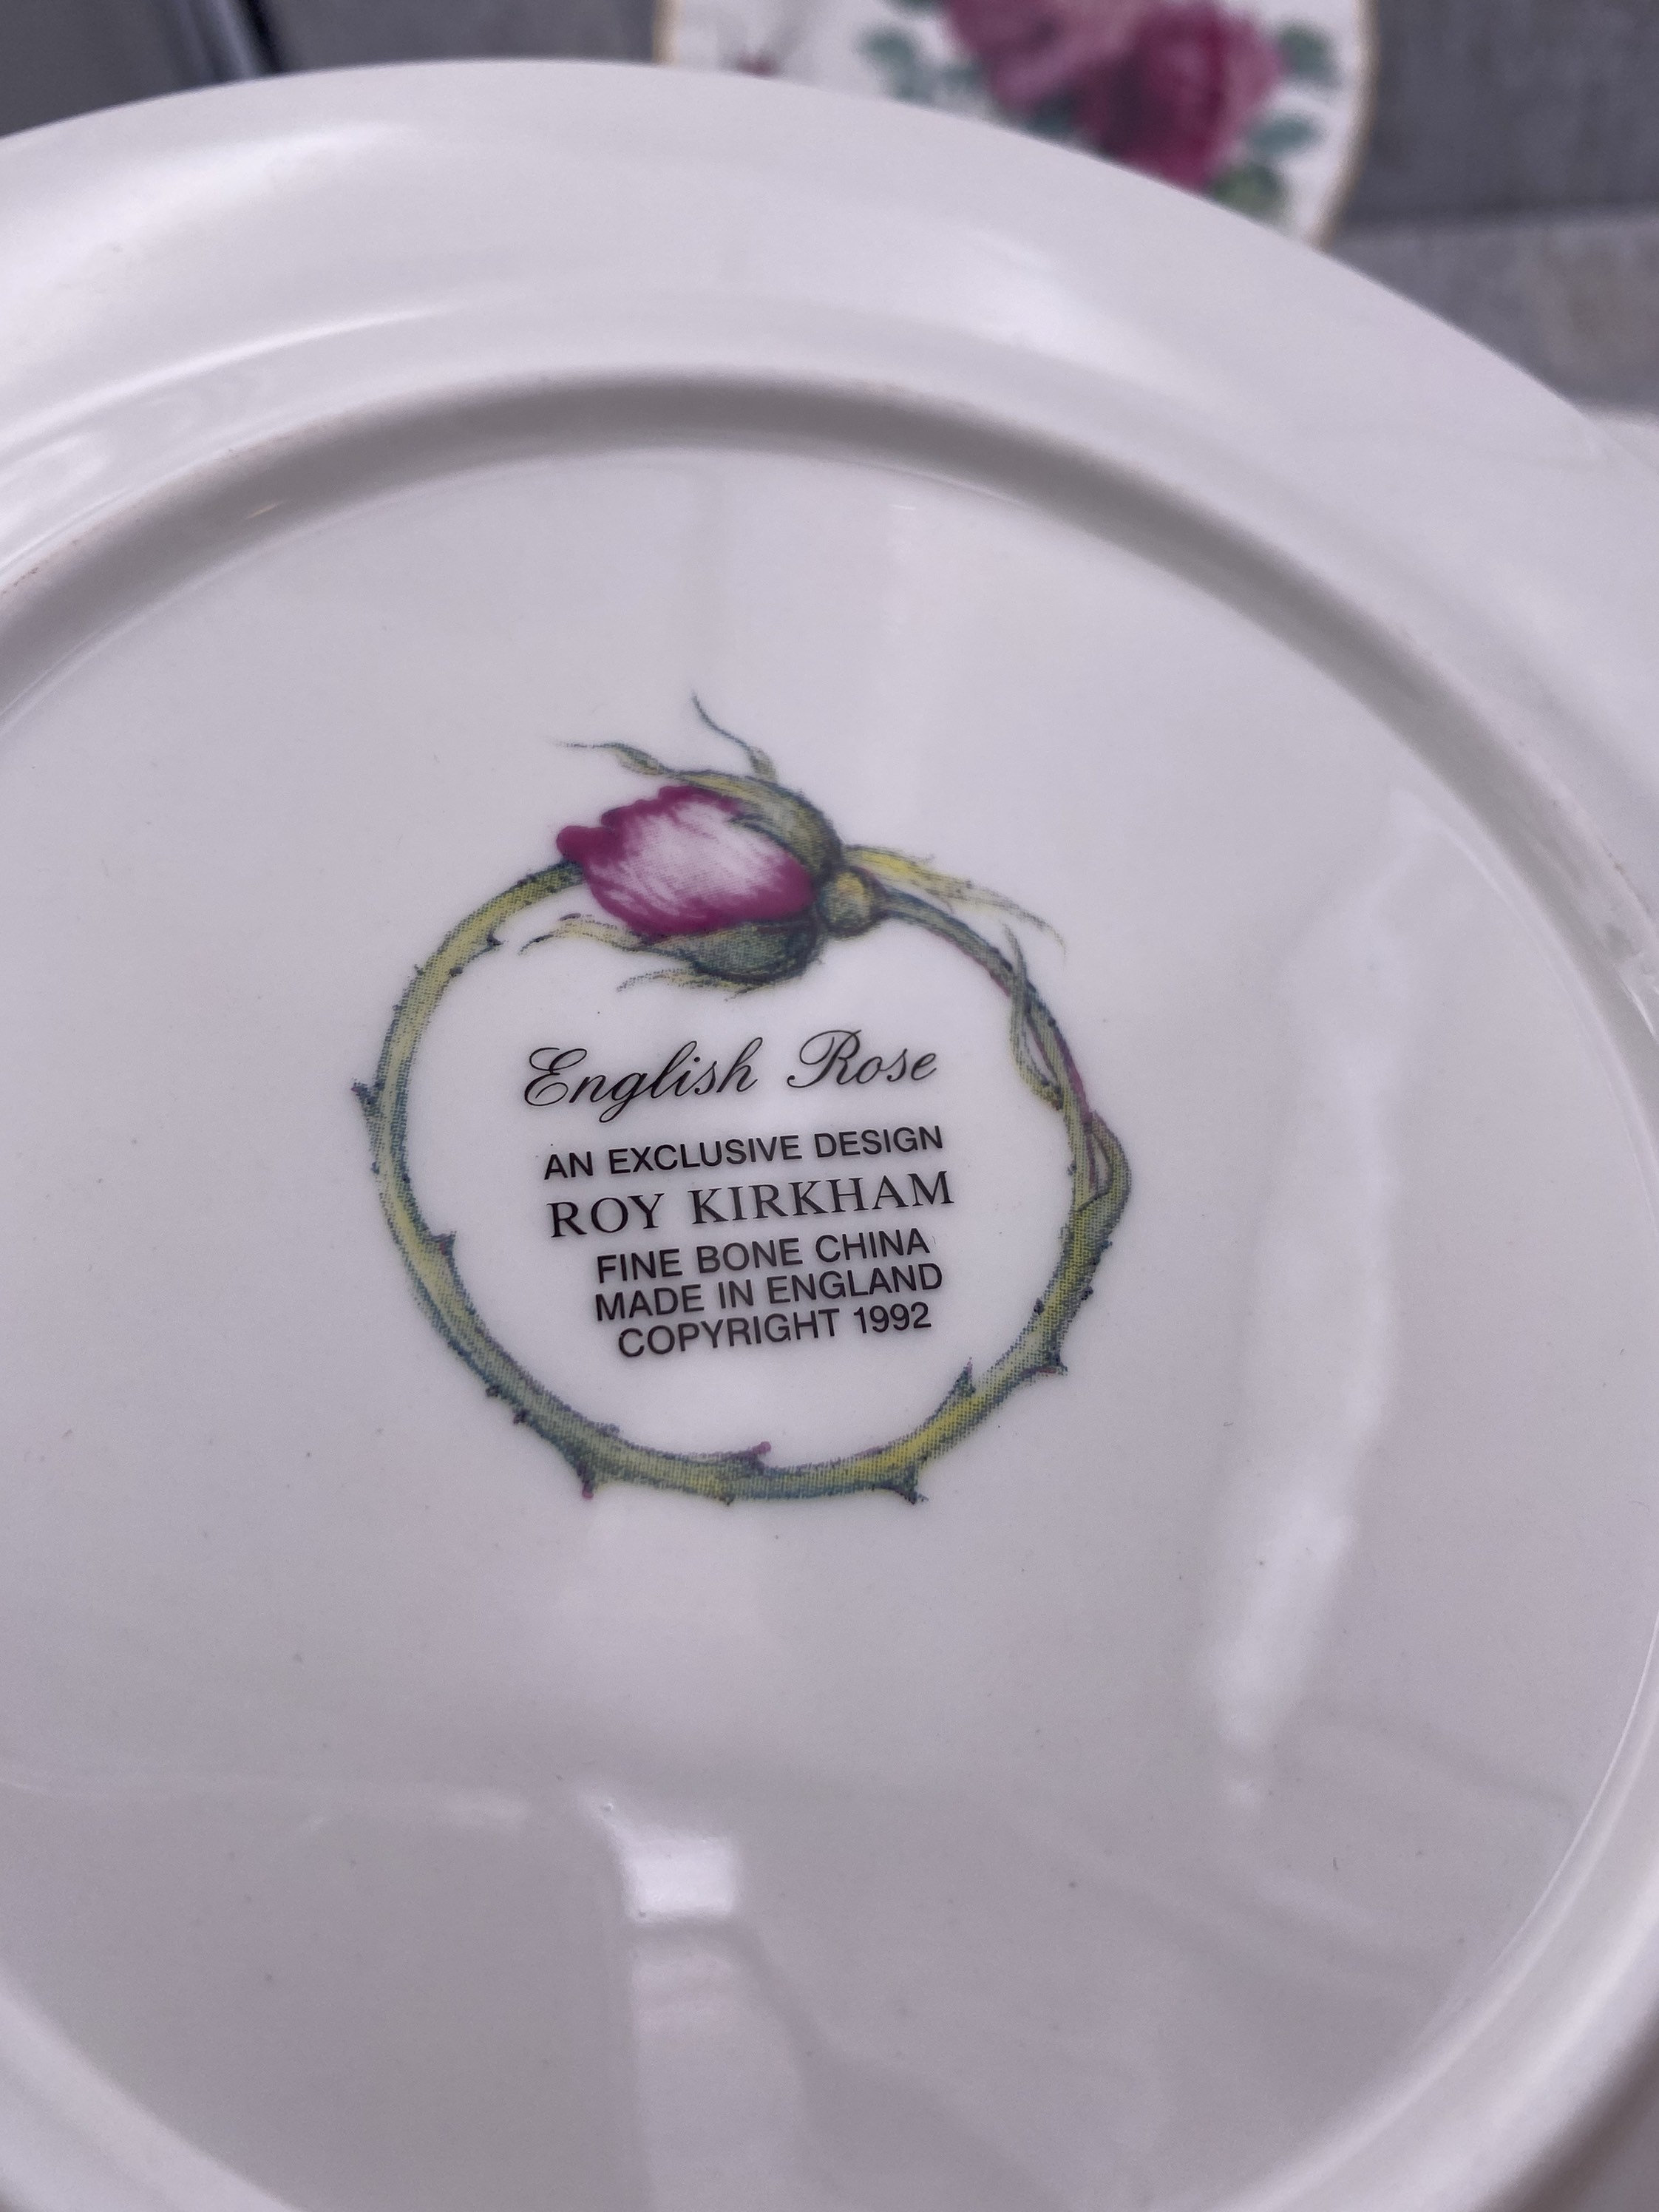 English Rose
AN EXCLUSIVE DESIGN
ROY KIRKHAM
FINE BONE CHINA
MADE IN ENGLAND
COPYRIGHT 1992